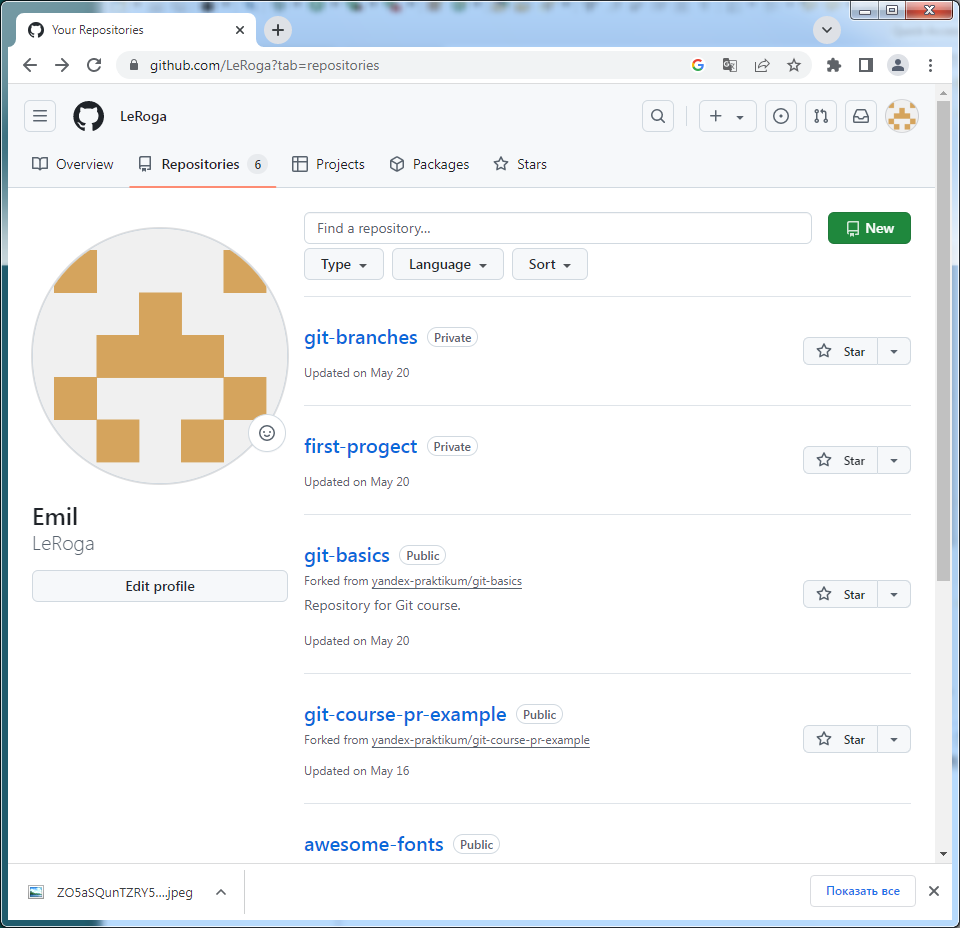 Your Repositories
github.com/LeRoga?tab=repositories
LeRoga
Overview Repositories 6 Projects Packages Stars
Find a repository... New
Type Language Sort
git-branches Private
Star
Updated on May 20
first-progect Private
Star
Updated on May 20
Emil
LeRoga
Edit profile
git-basics Public
Forked from yandex-praktikum/git-basics
Star
Repository for Git course.
Updated on May 20
git-course-pr-example Public
Forked from yandex-praktikum/git-course-pr-example
Star
Updated on May 16
awesome-fonts Public
ZO5aSQunTZRY5....jpeg
Показать все